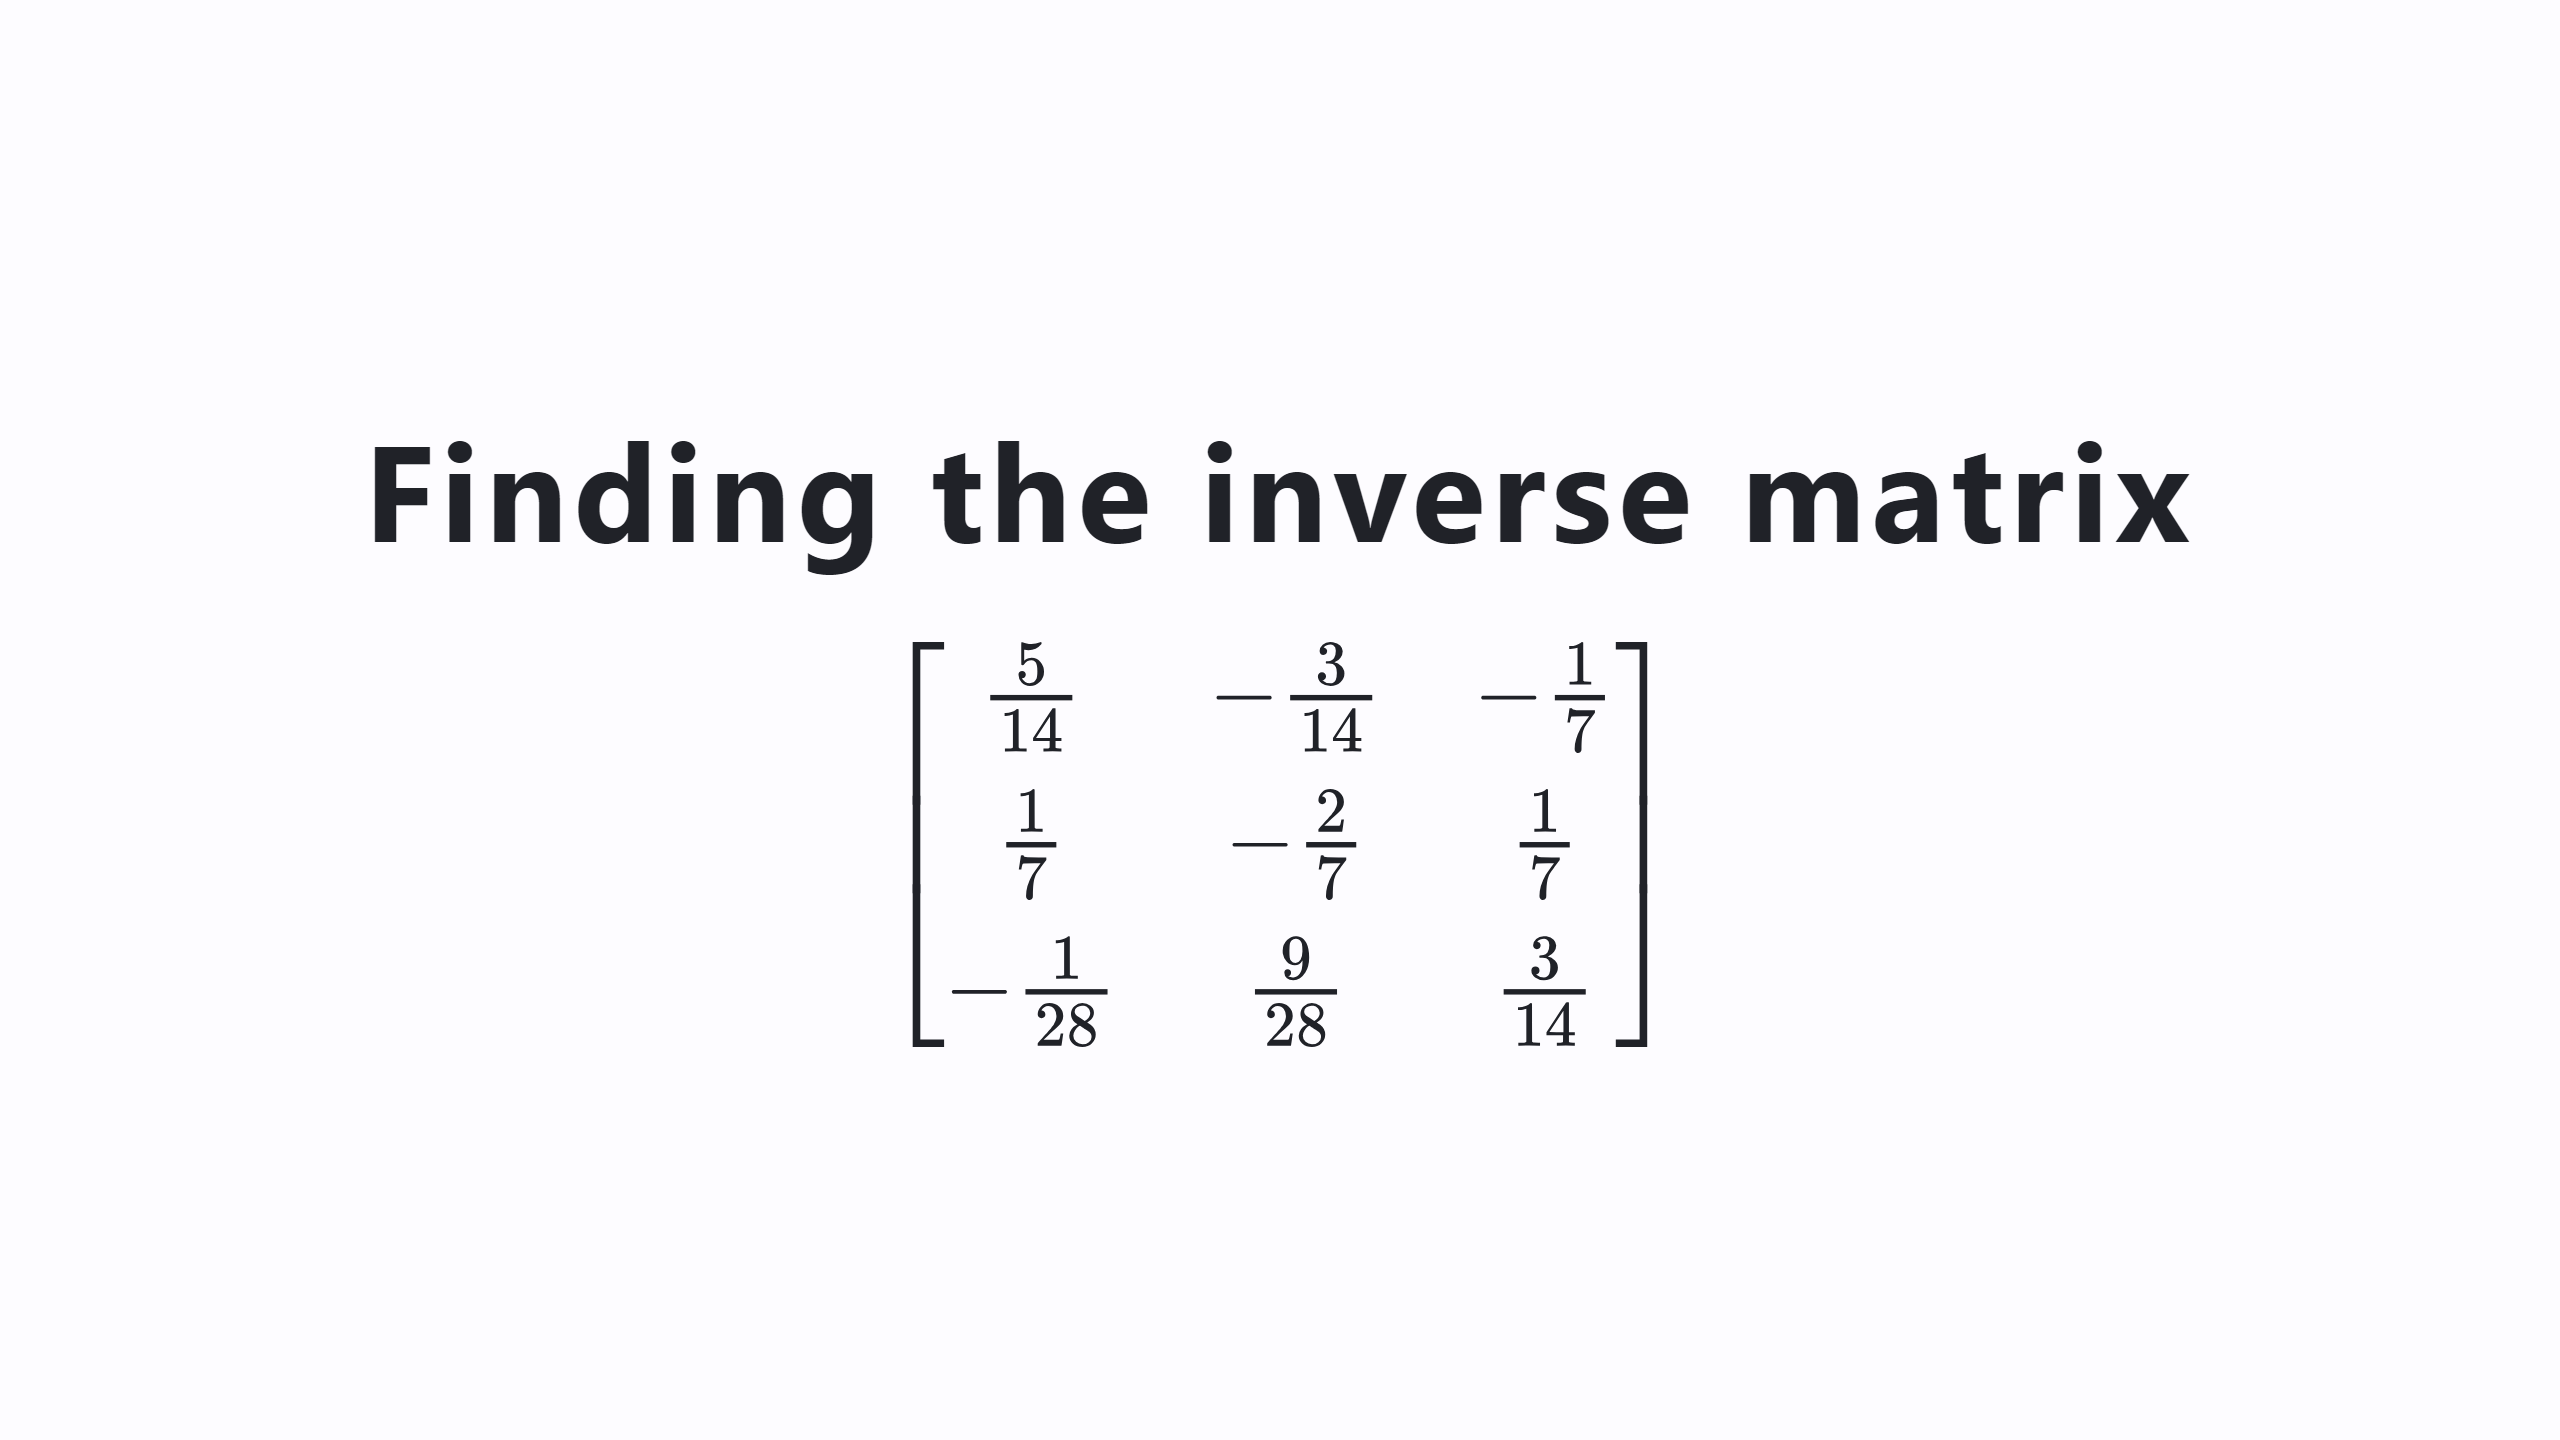 Finding the inverse matrix
5/14 −3/14 −1/7
1/7 −2/7 1/7
−1/28 9/28 3/14